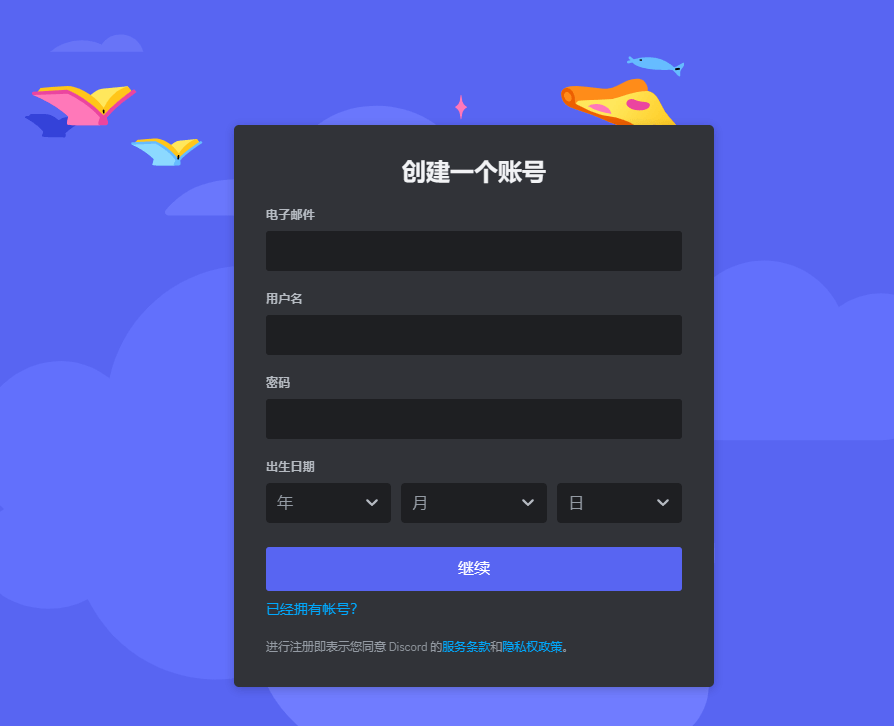 创建一个账号
电子邮件
用户名
密码
出生日期
年 月 日
继续
已经拥有帐号?
进行注册即表示您同意 Discord 的服务条款和隐私权政策。